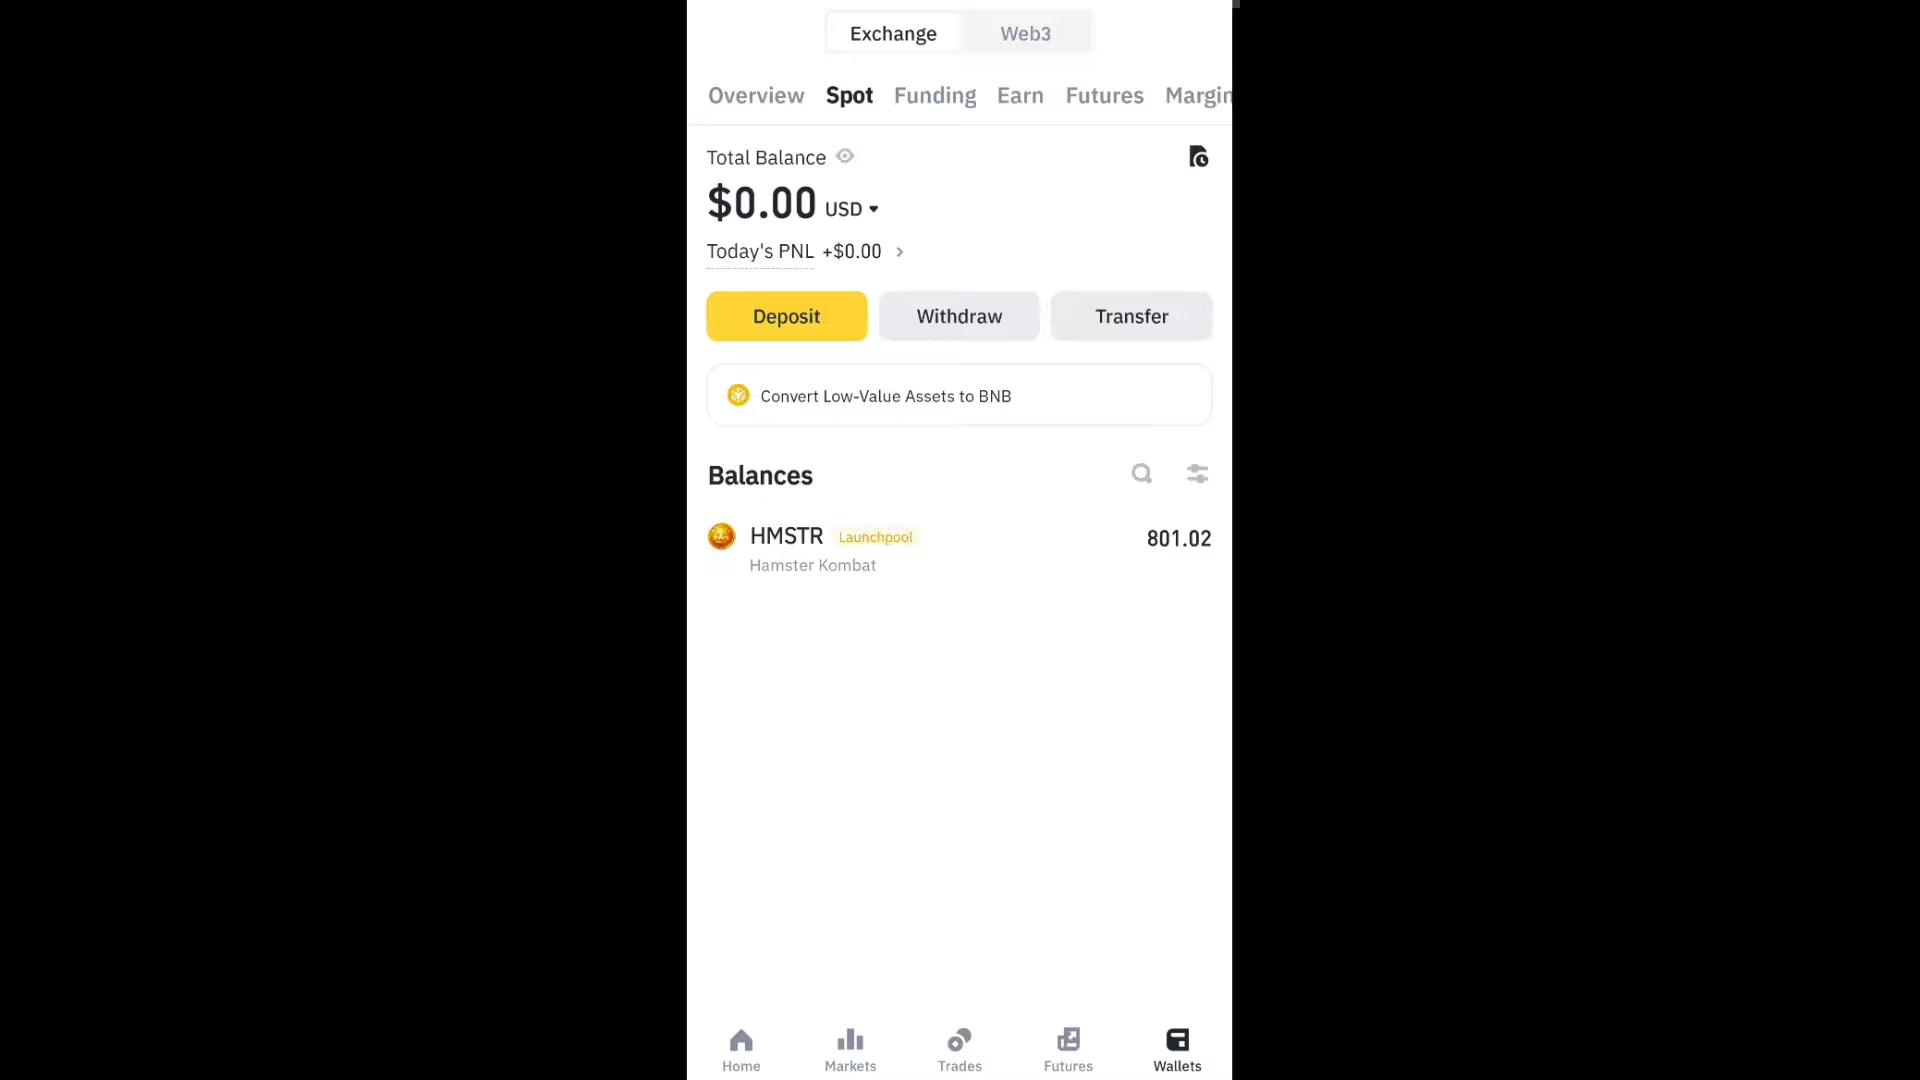 Exchange Web3
Overview Spot Funding Earn Futures Margin
Total Balance
$0.00 USD
Today's PNL +$0.00
Deposit Withdraw Transfer
Convert Low-Value Assets to BNB
Balances
HMSTR Launchpool 801.02
Hamster Kombat
Home Markets Trades Futures Wallets